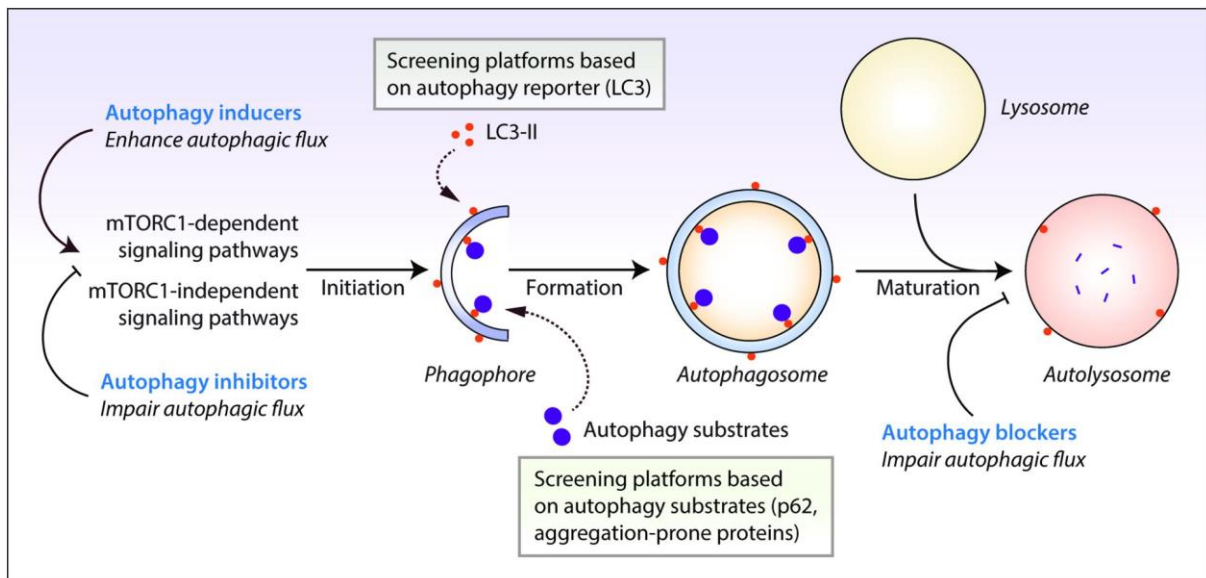 Screening platforms based
on autophagy reporter (LC3)
Lysosome
Autophagy inducers
Enhance autophagic flux
LC3-II
mTORC1-dependent
signaling pathways
mTORC1-independent
signaling pathways
Initiation
Formation
Maturation
Phagophore
Autophagosome
Autolysosome
Autophagy inhibitors
Impair autophagic flux
Autophagy substrates
Autophagy blockers
Impair autophagic flux
Screening platforms based
on autophagy substrates (p62,
aggregation-prone proteins)